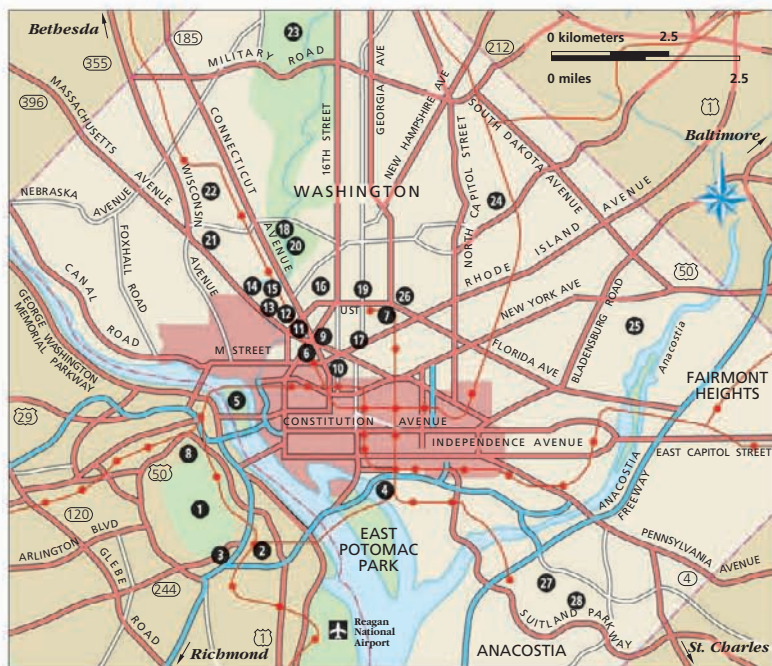 Bethesda
185
355
MILITARY ROAD
23
212
0 kilometers 2.5
0 miles 2.5
1
Baltimore
396
MASSACHUSETTS AVENUE
CONNECTICUT AVENUE
16TH STREET
GEORGIA AVE
NEW HAMPSHIRE AVE
NORTH CAPITOL STREET
SOUTH DAKOTA AVENUE
WASHINGTON
NEBRASKA AVENUE
WISCONSIN AVENUE
22
24
FOXHALL ROAD
21
18
20
RHODE ISLAND AVENUE
50
CANAL ROAD
14
15
16
19
26
NEW YORK AVE
BLADENSBURG ROAD
25
Anacostia
GEORGE WASHINGTON
MEMORIAL PARKWAY
13
12
UST
7
11
9
17
M STREET
6
10
FLORIDA AVE
FAIRMONT
HEIGHTS
5
29
CONSTITUTION AVENUE
INDEPENDENCE AVENUE
EAST CAPITOL STREET
8
50
ANACOSTIA
FREEWAY
4
1
120
EAST
POTOMAC
PARK
ARLINGTON BLVD
GLEBE ROAD
3
2
PENNSYLVANIA AVENUE
244
4
27
28
SUITLAND PARKWAY
1
Reagan
National
Airport
Richmond
ANACOSTIA
St. Charles